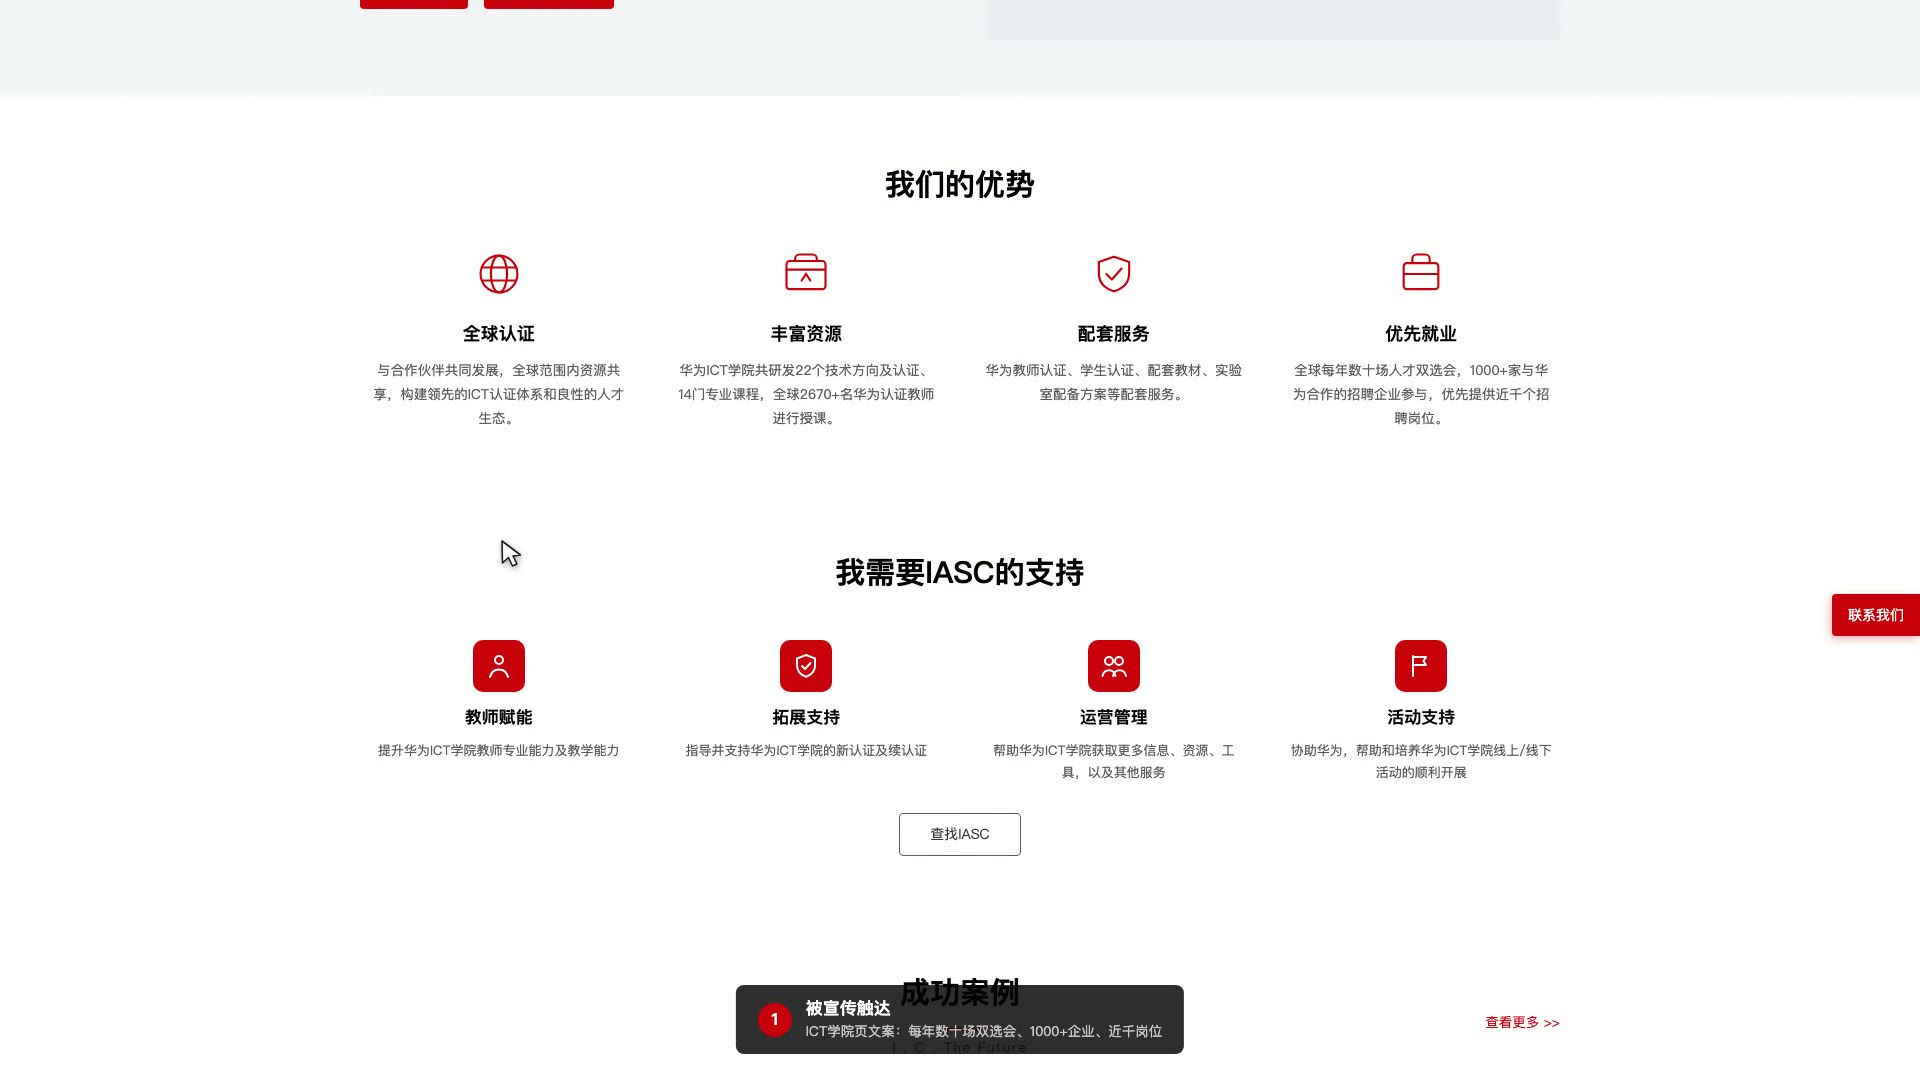 我们的优势
全球认证
与合作伙伴共同发展，全球范围内资源共
享，构建领先的ICT认证体系和良性的人才
生态。
丰富资源
华为ICT学院共研发22个技术方向及认证、
14门专业课程，全球2670+名华为认证教师
进行授课。
配套服务
华为教师认证、学生认证、配套教材、实验
室配备方案等配套服务。
优先就业
全球每年数十场人才双选会，1000+家与华
为合作的招聘企业参与，优先提供近千个招
聘岗位。
我需要IASC的支持
联系我们
教师赋能
提升华为ICT学院教师专业能力及教学能力
拓展支持
指导并支持华为ICT学院的新认证及续认证
运营管理
帮助华为ICT学院获取更多信息、资源、工
具，以及其他服务
活动支持
协助华为，帮助和培养华为ICT学院线上/线下
活动的顺利开展
查找IASC
成功案例
查看更多 >>
1
被宣传触达
ICT学院页文案：每年数十场双选会、1000+企业、近千岗位
The Future